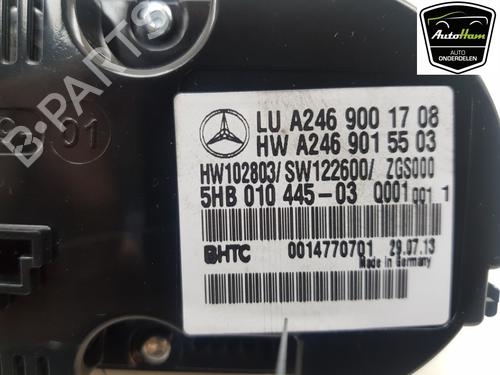 AutoHam
AUTO
ONDERDELEN
B-PARTS
01
LU A246 900 17 08
HW A246 901 55 03
HW102803/SW122600/ ZGS000
5HB 010 445-03 Q001 001 1
BHTC 0014770701 29.07.13
Made in Germany